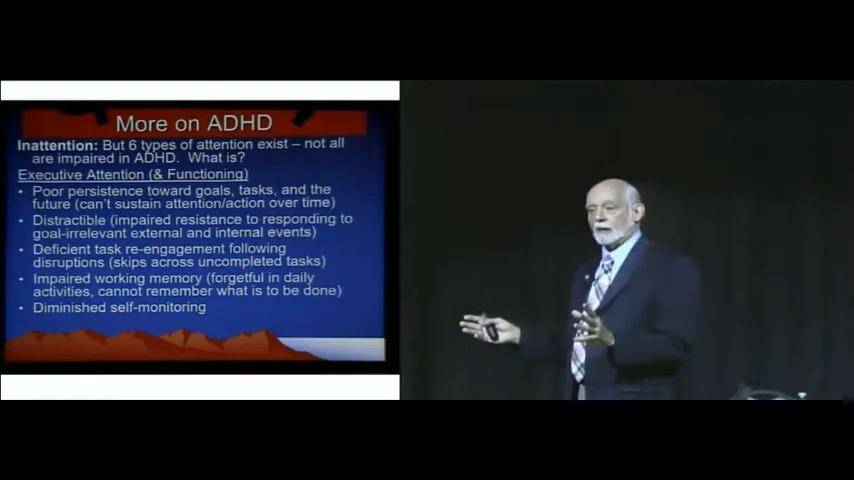 More on ADHD
Inattention: But 6 types of attention exist – not all
are impaired in ADHD. What is?
Executive Attention (& Functioning)
• Poor persistence toward goals, tasks, and the
future (can't sustain attention/action over time)
• Distractible (impaired resistance to responding to
goal-irrelevant external and internal events)
• Deficient task re-engagement following
disruptions (skips across uncompleted tasks)
• Impaired working memory (forgetful in daily
activities, cannot remember what is to be done)
• Diminished self-monitoring